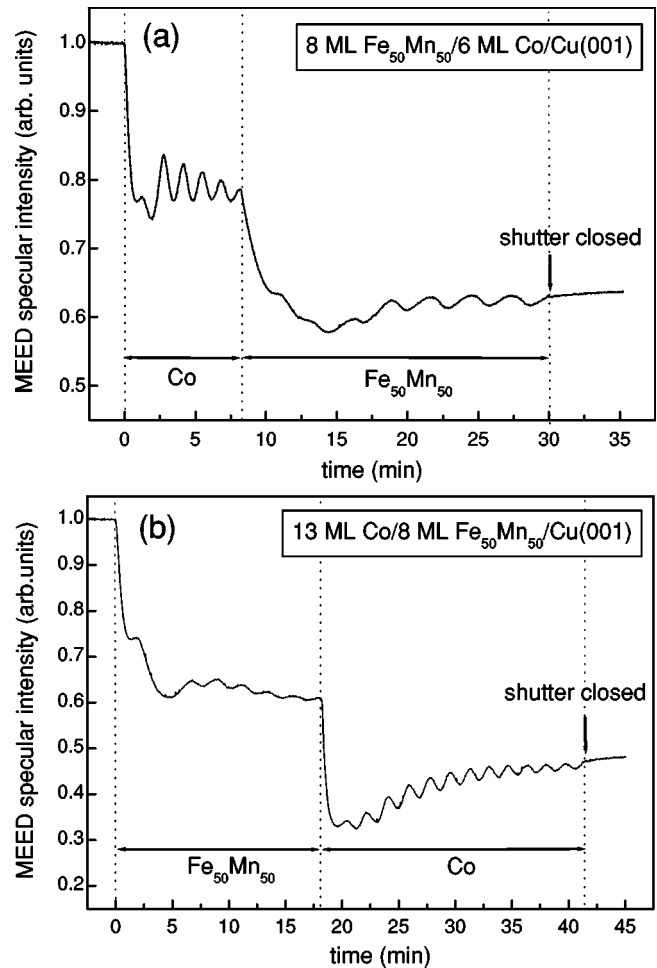 (a)
8 ML Fe50Mn50/6 ML Co/Cu(001)
MEED specular intensity (arb. units)
1.0
0.9
0.8
0.7
0.6
0.5
shutter closed
Co
Fe50Mn50
0 5 10 15 20 25 30 35
time (min)
(b)
13 ML Co/8 ML Fe50Mn50/Cu(001)
MEED specular intensity (arb.units)
1.0
0.9
0.8
0.7
0.6
0.5
0.4
0.3
0.2
shutter closed
Fe50Mn50
Co
0 5 10 15 20 25 30 35 40 45
time (min)